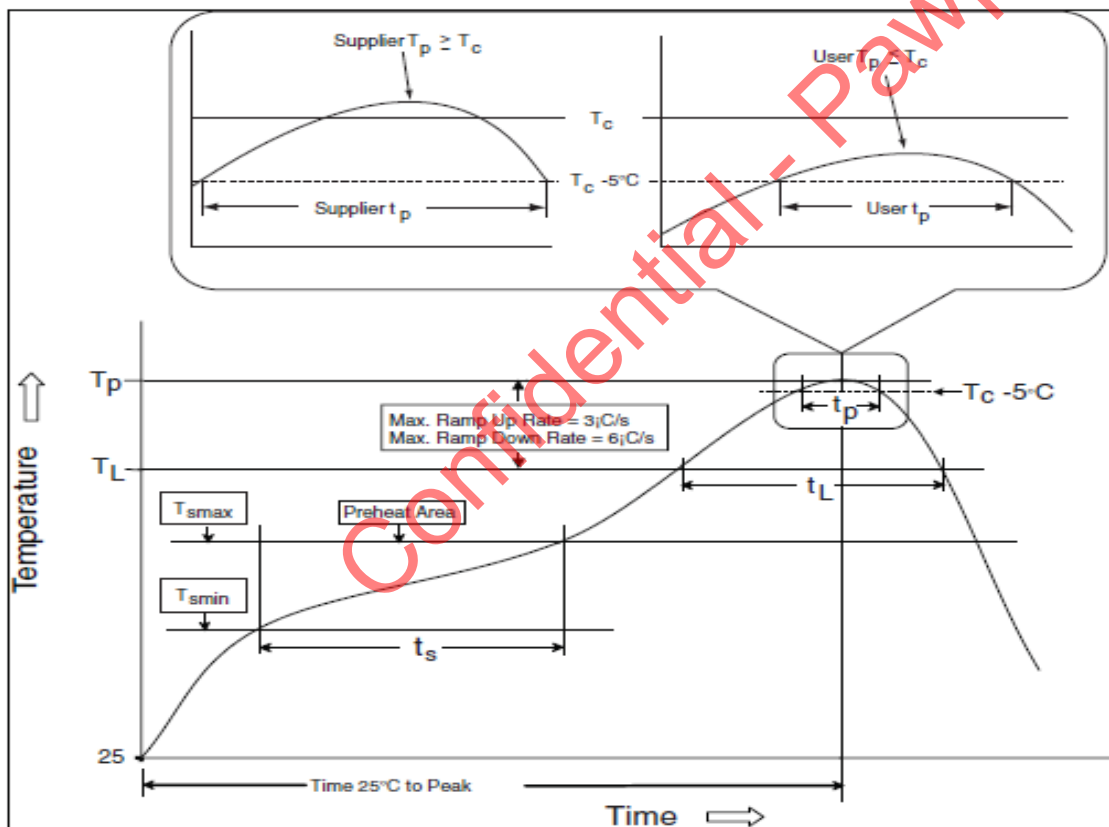 Supplier Tp ≥ Tc
User Tp ≤ Tc
Tc
Tc -5°C
Supplier tp
User tp
Tp
Tc -5°C
tp
Max. Ramp Up Rate = 3¡C/s
Max. Ramp Down Rate = 6¡C/s
TL
tL
Tsmax
Preheat Area
Tsmin
ts
Temperature
25
Time 25°C to Peak
Time
Confidential -